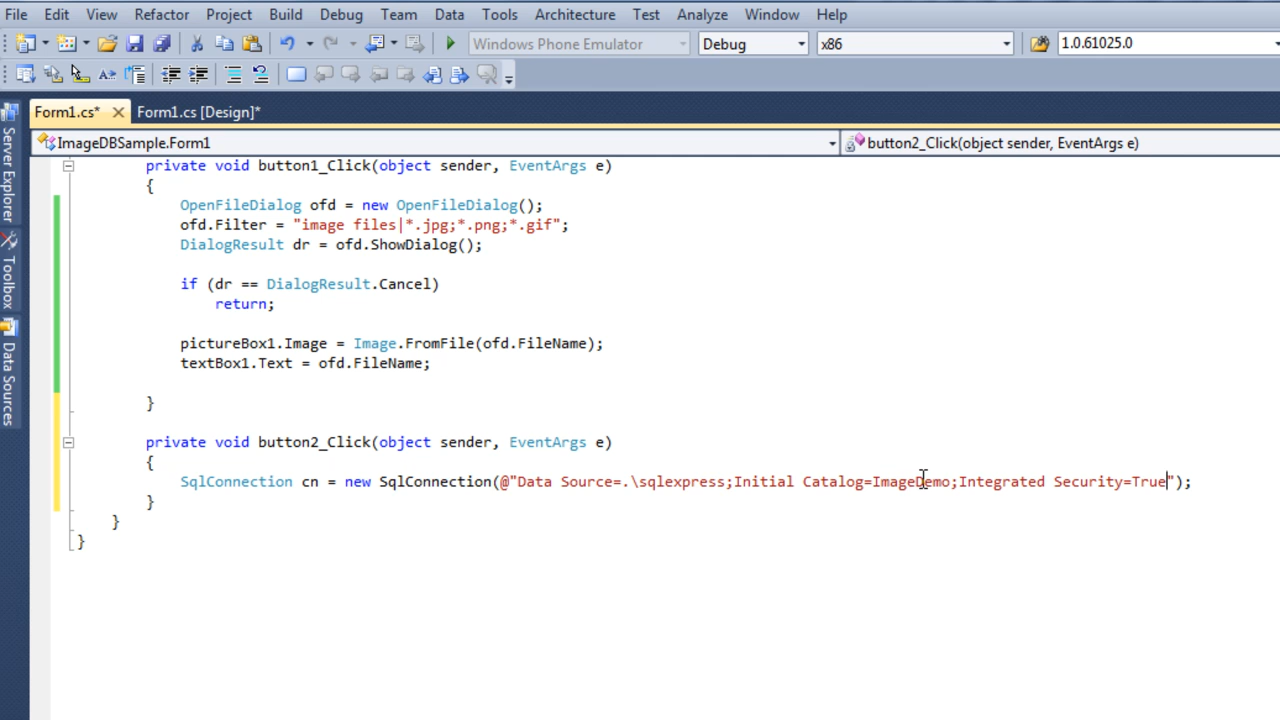 File Edit View Refactor Project Build Debug Team Data Tools Architecture Test Analyze Window Help
Windows Phone Emulator Debug x86 1.0.61025.0
Form1.cs* Form1.cs [Design]*
ImageDBSample.Form1 button2_Click(object sender, EventArgs e)
Server Explorer
Toolbox
Data Sources
private void button1_Click(object sender, EventArgs e)
{
OpenFileDialog ofd = new OpenFileDialog();
ofd.Filter = "image files|*.jpg;*.png;*.gif";
DialogResult dr = ofd.ShowDialog();
if (dr == DialogResult.Cancel)
return;
pictureBox1.Image = Image.FromFile(ofd.FileName);
textBox1.Text = ofd.FileName;
}
private void button2_Click(object sender, EventArgs e)
{
SqlConnection cn = new SqlConnection(@"Data Source=.\sqlexpress;Initial Catalog=ImageDemo;Integrated Security=True");
}
}
}